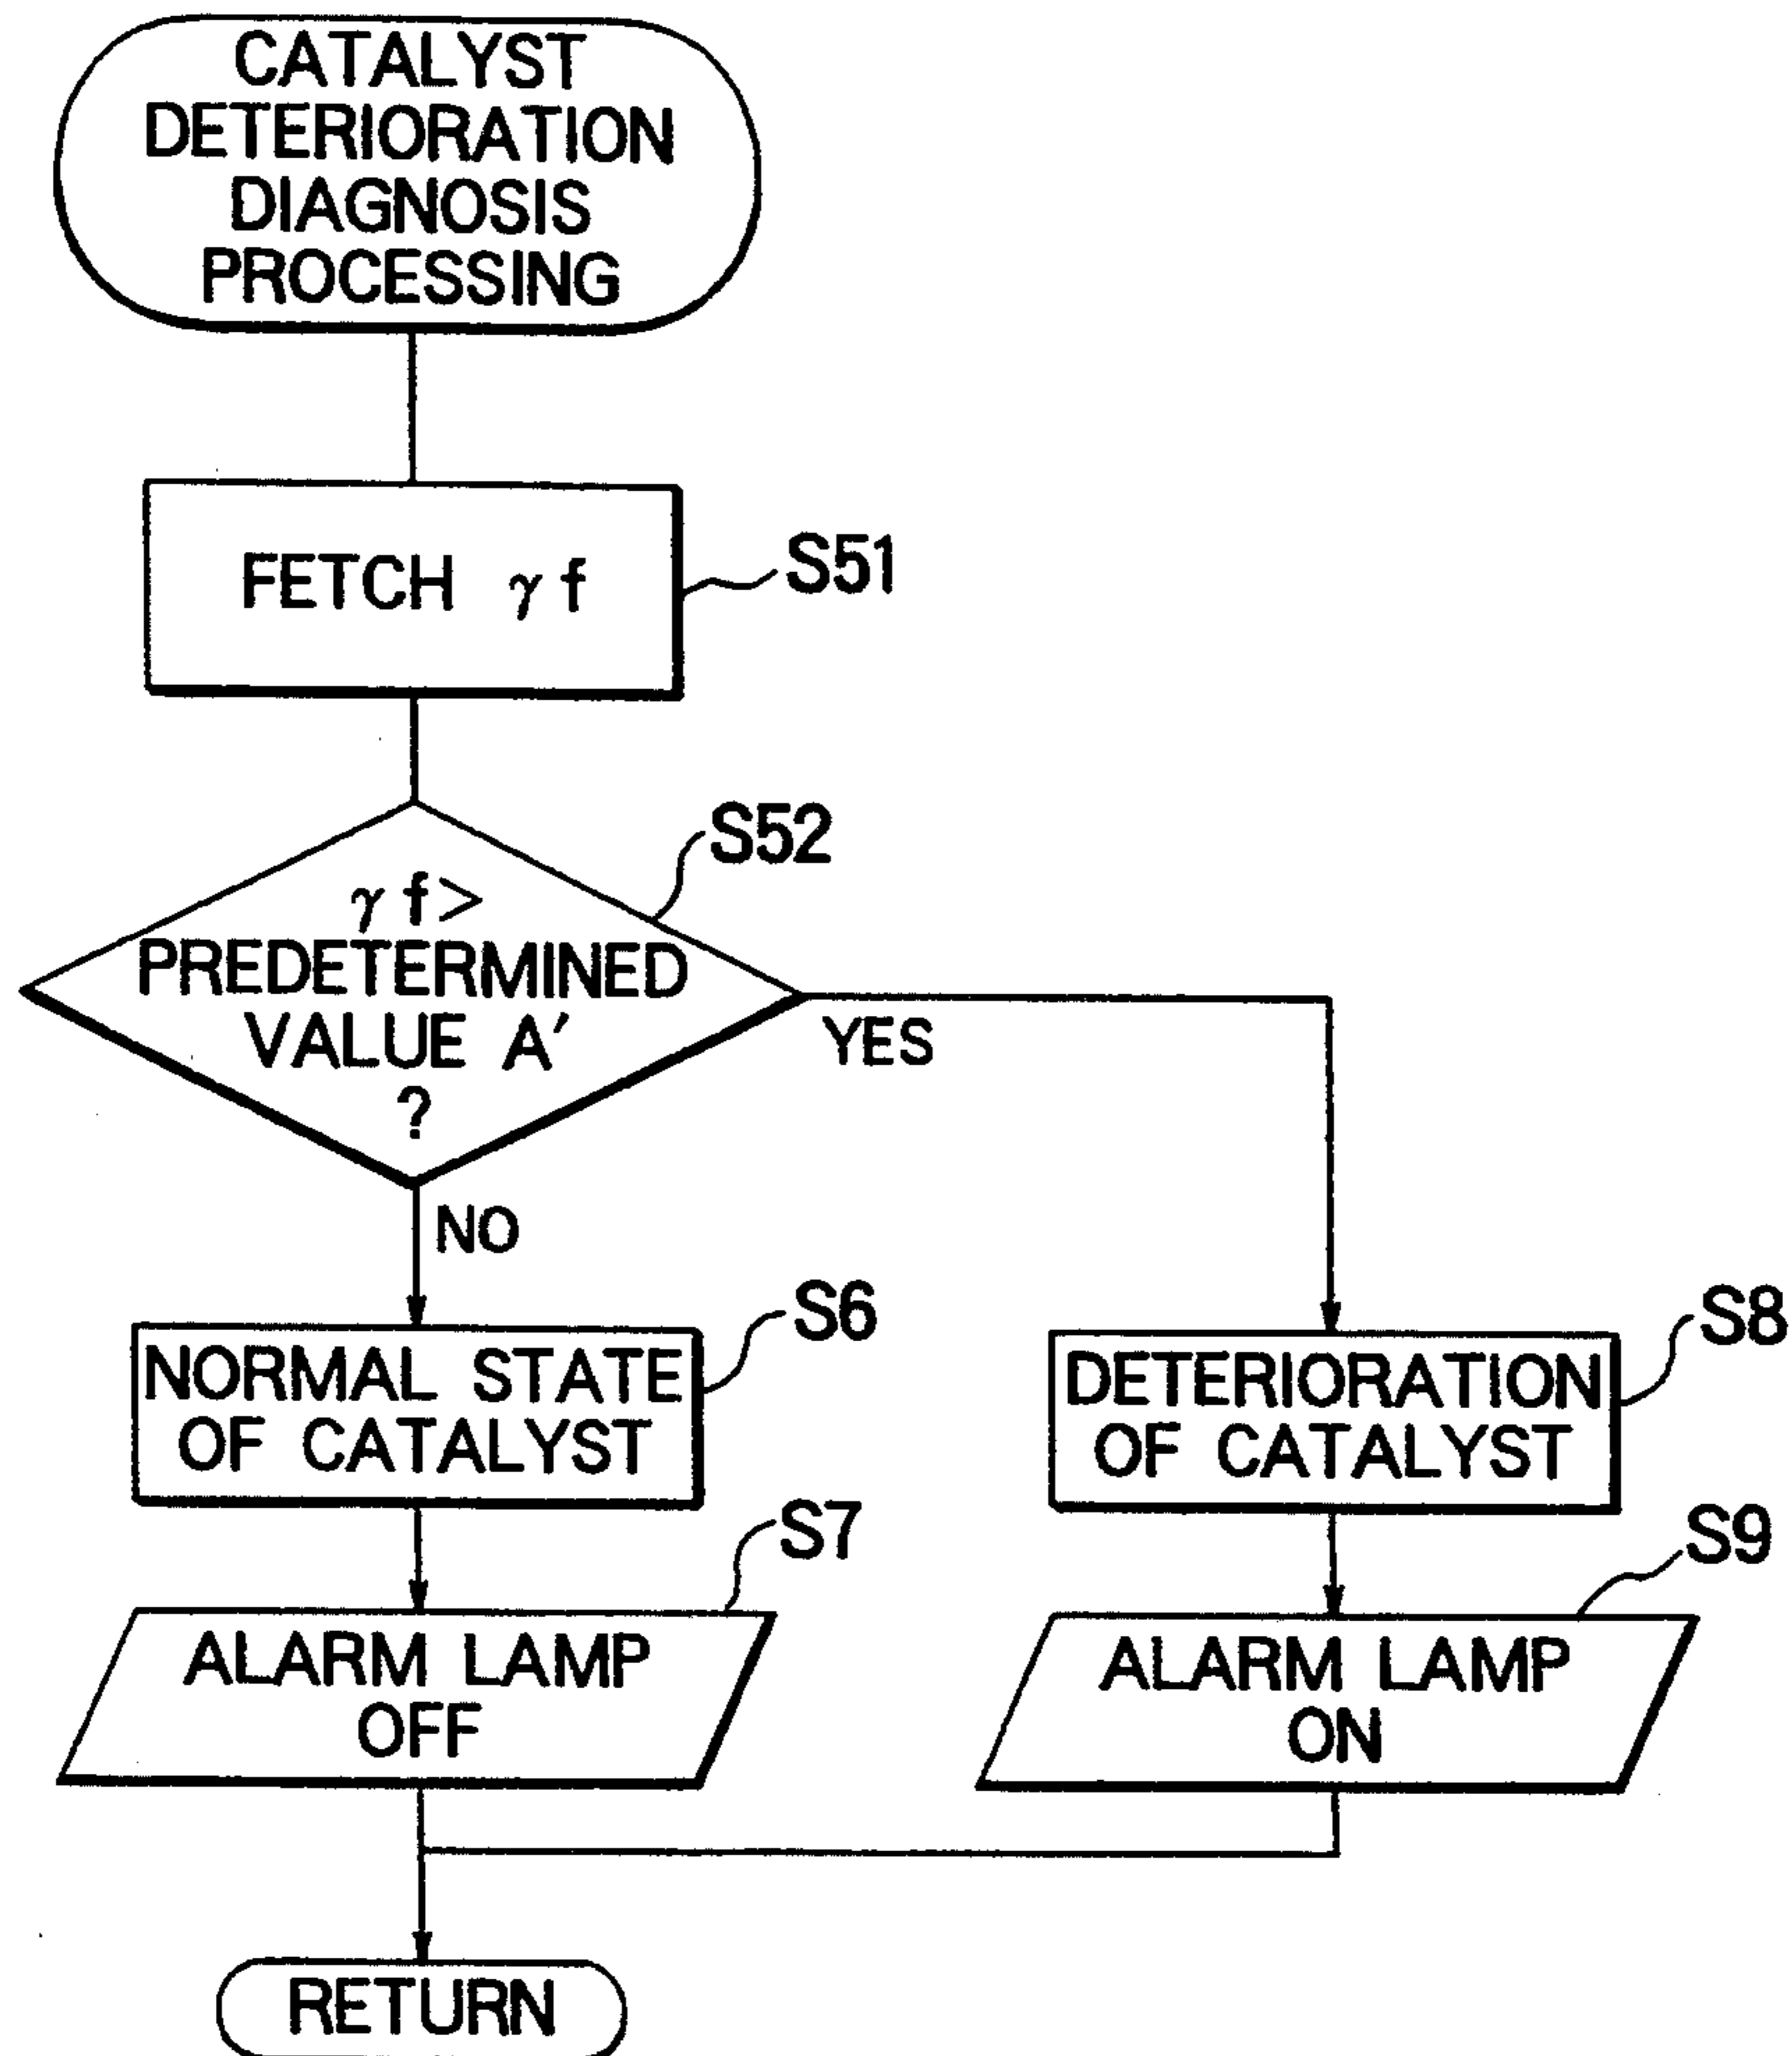 CATALYST
DETERIORATION
DIAGNOSIS
PROCESSING
FETCH γf
S51
S52
γf>
PREDETERMINED
VALUE A′
?
YES
NO
S6
NORMAL STATE
OF CATALYST
S8
DETERIORATION
OF CATALYST
S7
ALARM LAMP
OFF
S9
ALARM LAMP
ON
RETURN